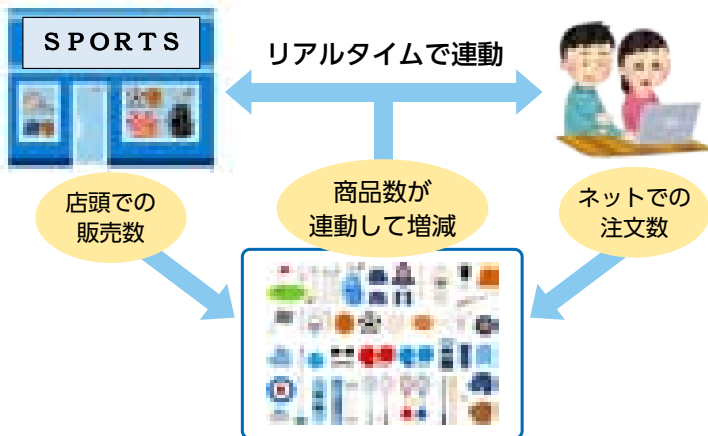 SPORTS
リアルタイムで連動
店頭での
販売数
商品数が
連動して増減
ネットでの
注文数